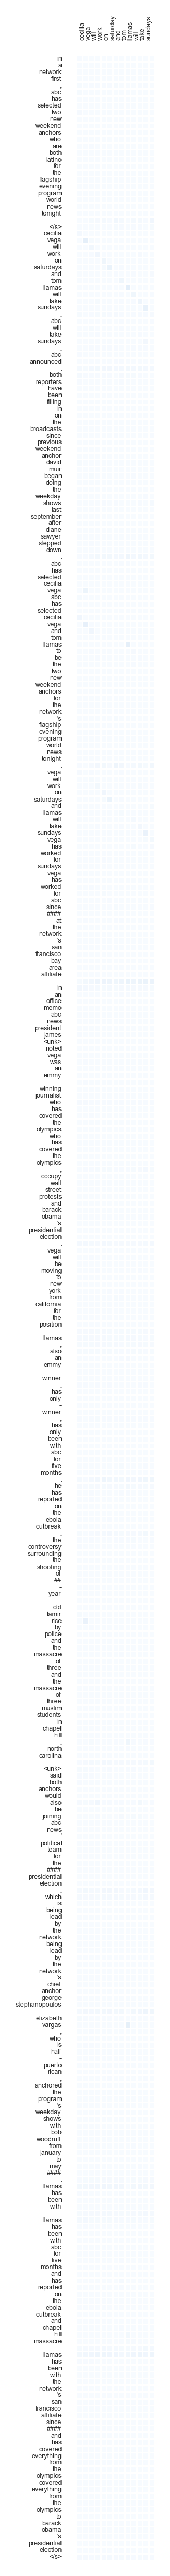 cecilia
vega
will
work
on
saturday
and
tom
llamas
will
take
sundays
in
a
network
first
,
abc
has
selected
two
new
weekend
anchors
who
are
both
latino
for
the
flagship
evening
program
world
news
tonight
.
</s>
cecilia
vega
will
work
on
saturdays
and
tom
llamas
will
take
sundays
,
abc
will
take
sundays
,
abc
announced
.
both
reporters
have
been
filling
in
on
the
broadcasts
since
previous
weekend
anchor
david
muir
began
doing
the
weekday
shows
last
september
after
diane
sawyer
stepped
down
.
abc
has
selected
cecilia
vega
abc
has
selected
cecilia
vega
and
tom
llamas
to
be
the
two
new
weekend
anchors
for
the
network
's
flagship
evening
program
world
news
tonight
.
vega
will
work
on
saturdays
and
llamas
will
take
sundays
vega
has
worked
for
sundays
vega
has
worked
for
abc
since
####
at
the
network
's
san
francisco
bay
area
affiliate
.
in
an
office
memo
abc
news
president
james
<unk>
noted
vega
was
an
emmy
-
winning
journalist
who
has
covered
the
olympics
who
has
covered
the
olympics
,
occupy
wall
street
protests
and
barack
obama
's
presidential
election
.
vega
will
be
moving
to
new
york
from
california
for
the
position
.
llamas
,
also
an
emmy
-
winner
,
has
only
-
winner
,
has
only
been
with
abc
for
five
months
.
he
has
reported
on
the
ebola
outbreak
,
the
controversy
surrounding
the
shooting
of
##
-
year
-
old
tamir
rice
by
police
and
the
massacre
of
three
and
the
massacre
of
three
muslim
students
in
chapel
hill
,
north
carolina
.
<unk>
said
both
anchors
would
also
be
joining
abc
news
'
political
team
for
the
####
presidential
election
,
which
is
being
lead
by
the
network
being
lead
by
the
network
's
chief
anchor
george
stephanopoulos
.
elizabeth
vargas
,
who
is
half
-
puerto
rican
,
anchored
the
program
's
weekday
shows
with
bob
woodruff
from
january
to
may
####
.
llamas
has
been
with
.
llamas
has
been
with
abc
for
five
months
and
has
reported
on
the
ebola
outbreak
and
chapel
hill
massacre
.
llamas
has
been
with
the
network
's
san
francisco
affiliate
since
####
and
has
covered
everything
from
the
olympics
covered
everything
from
the
olympics
to
barack
obama
's
presidential
election
</s>